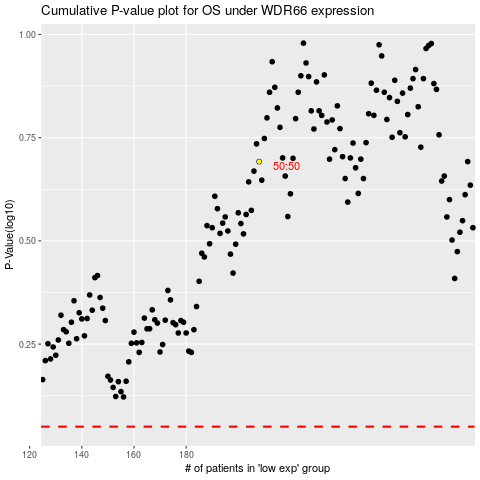 Cumulative P-value plot for OS under WDR66 expression
P-Value(log10)
1.00
0.75
0.50
0.25
50:50
120 140 160 180
# of patients in 'low exp' group